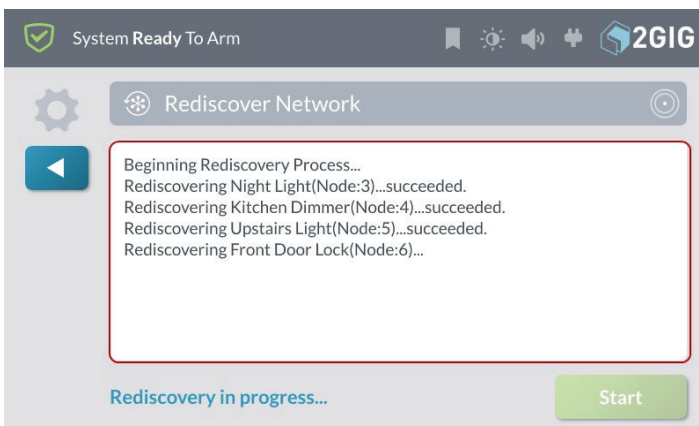 System Ready To Arm
2GIG
Rediscover Network
Beginning Rediscovery Process...
Rediscovering Night Light(Node:3)...succeeded.
Rediscovering Kitchen Dimmer(Node:4)...succeeded.
Rediscovering Upstairs Light(Node:5)...succeeded.
Rediscovering Front Door Lock(Node:6)...
Rediscovery in progress...
Start